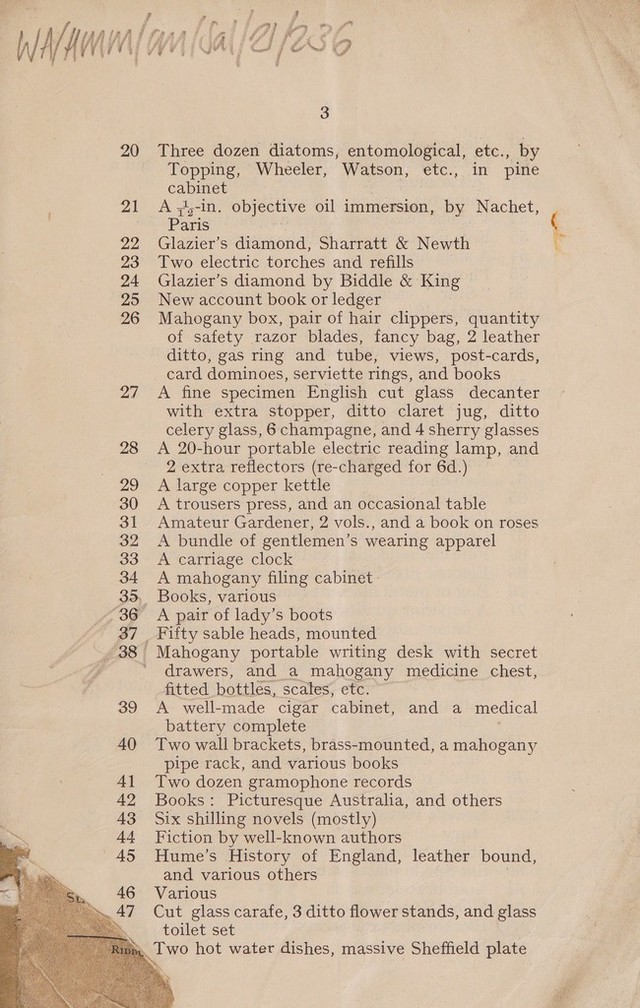 WA/HMM/CM/Sal/21/236
3
20 Three dozen diatoms, entomological, etc., by
Topping, Wheeler, Watson, etc., in pine
cabinet
21 A 1/12-in. objective oil immersion, by Nachet,
Paris
22 Glazier's diamond, Sharratt & Newth
23 Two electric torches and refills
24 Glazier's diamond by Biddle & King
25 New account book or ledger
26 Mahogany box, pair of hair clippers, quantity
of safety razor blades, fancy bag, 2 leather
ditto, gas ring and tube, views, post-cards,
card dominoes, serviette rings, and books
27 A fine specimen English cut glass decanter
with extra stopper, ditto claret jug, ditto
celery glass, 6 champagne, and 4 sherry glasses
28 A 20-hour portable electric reading lamp, and
2 extra reflectors (re-charged for 6d.)
29 A large copper kettle
30 A trousers press, and an occasional table
31 Amateur Gardener, 2 vols., and a book on roses
32 A bundle of gentlemen's wearing apparel
33 A carriage clock
34 A mahogany filing cabinet
35 Books, various
36 A pair of lady's boots
37 Fifty sable heads, mounted
38 Mahogany portable writing desk with secret
drawers, and a mahogany medicine chest,
fitted bottles, scales, etc.
39 A well-made cigar cabinet, and a medical
battery complete
40 Two wall brackets, brass-mounted, a mahogany
pipe rack, and various books
41 Two dozen gramophone records
42 Books: Picturesque Australia, and others
43 Six shilling novels (mostly)
44 Fiction by well-known authors
45 Hume's History of England, leather bound,
and various others
46 Various
47 Cut glass carafe, 3 ditto flower stands, and glass
toilet set
Two hot water dishes, massive Sheffield plate